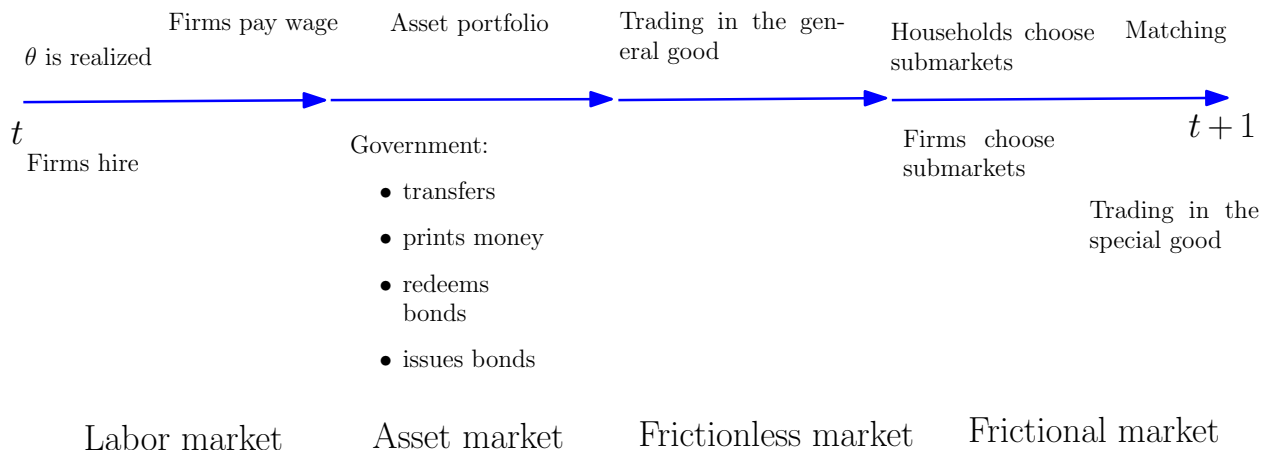 Firms pay wage
Asset portfolio
Trading in the gen-
eral good
Households choose
submarkets
Matching
θ is realized
t
t + 1
Firms hire
Government:
• transfers
• prints money
• redeems
bonds
• issues bonds
Firms choose
submarkets
Trading in the
special good
Labor market
Asset market
Frictionless market
Frictional market